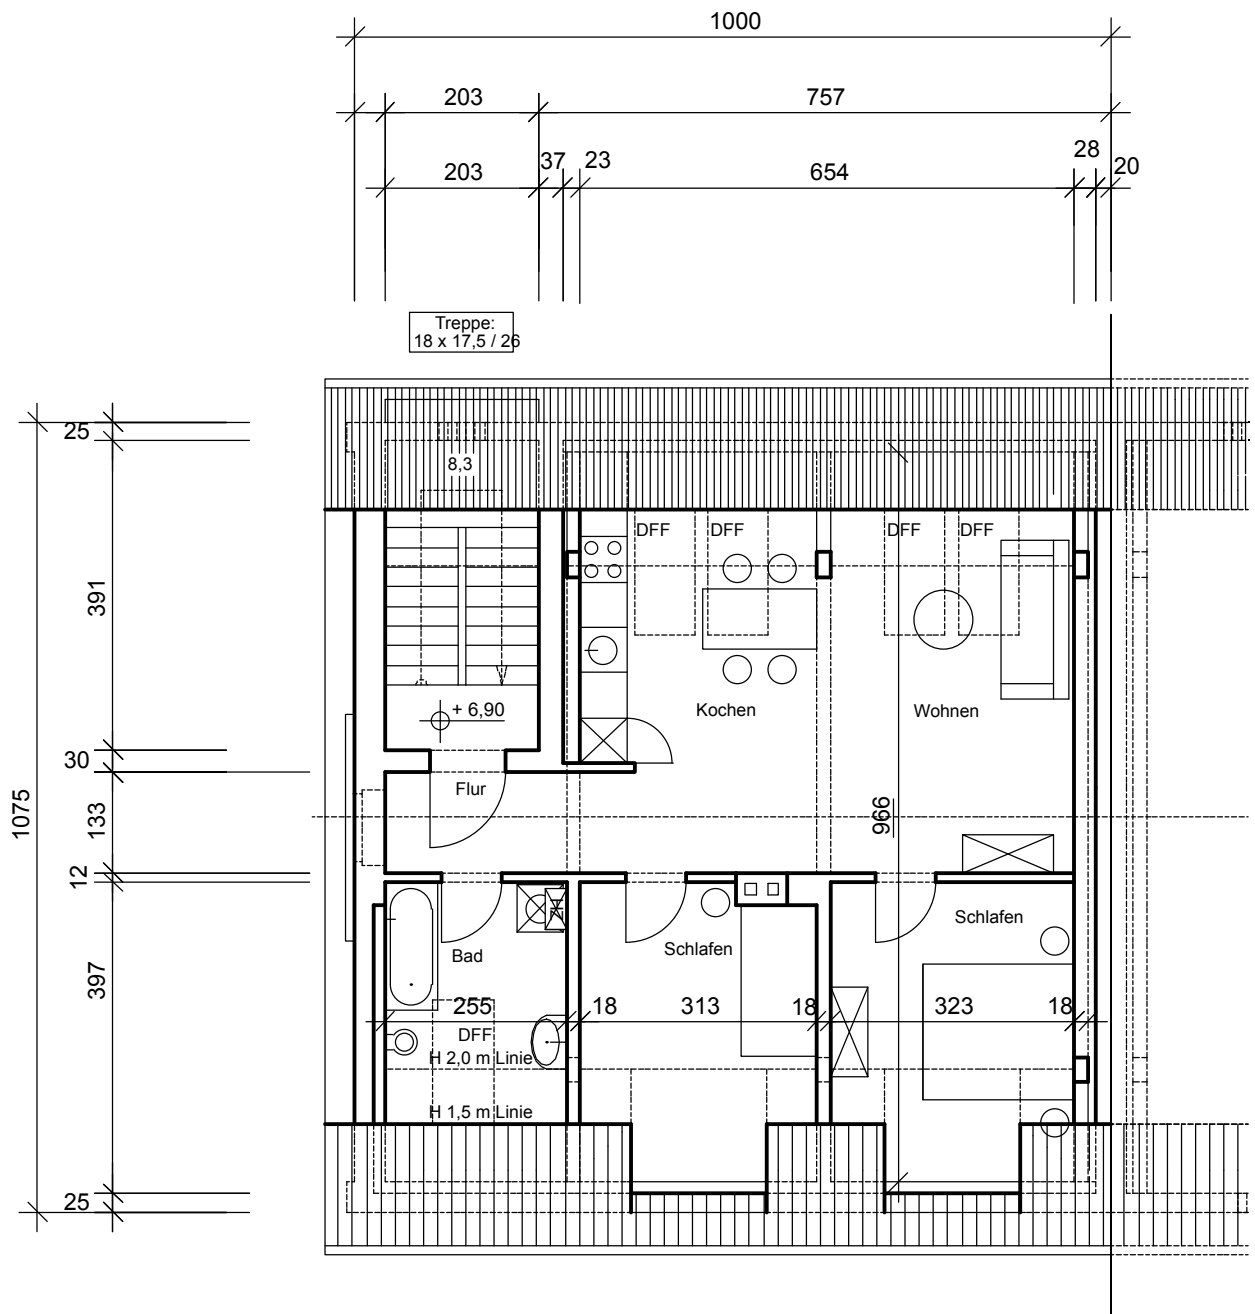 1000
203
757
203
37
23
654
28
20
Treppe:
18 x 17,5 / 26
25
8,3
DFF
DFF
DFF
DFF
391
+ 6,90
Kochen
Wohnen
30
Flur
1075
133
966
12
Schlafen
Bad
Schlafen
397
255
18
313
18
323
18
DFF
H 2,0 m Linie
H 1,5 m Linie
25